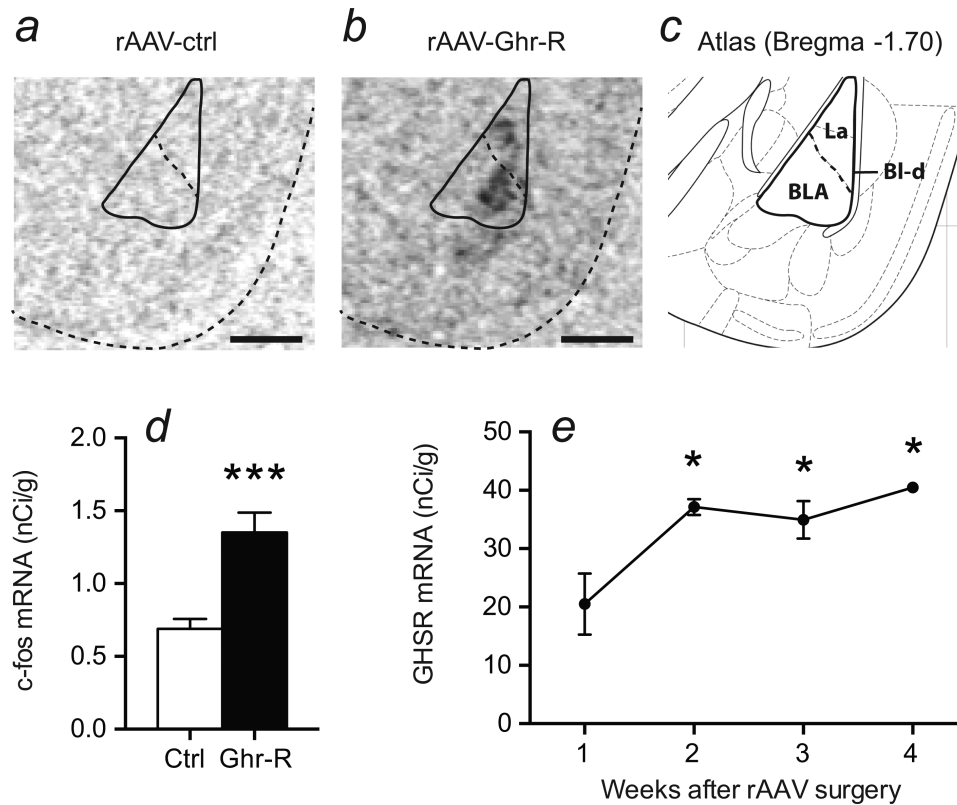 a
rAAV-ctrl
b
rAAV-Ghr-R
c
Atlas (Bregma -1.70)
La
Bl-d
BLA
d
c-fos mRNA (nCi/g)
2.0
1.5
1.0
0.5
0.0
***
Ctrl
Ghr-R
e
GHSR mRNA (nCi/g)
50
40
30
20
10
0
*
*
*
1 2 3 4
Weeks after rAAV surgery